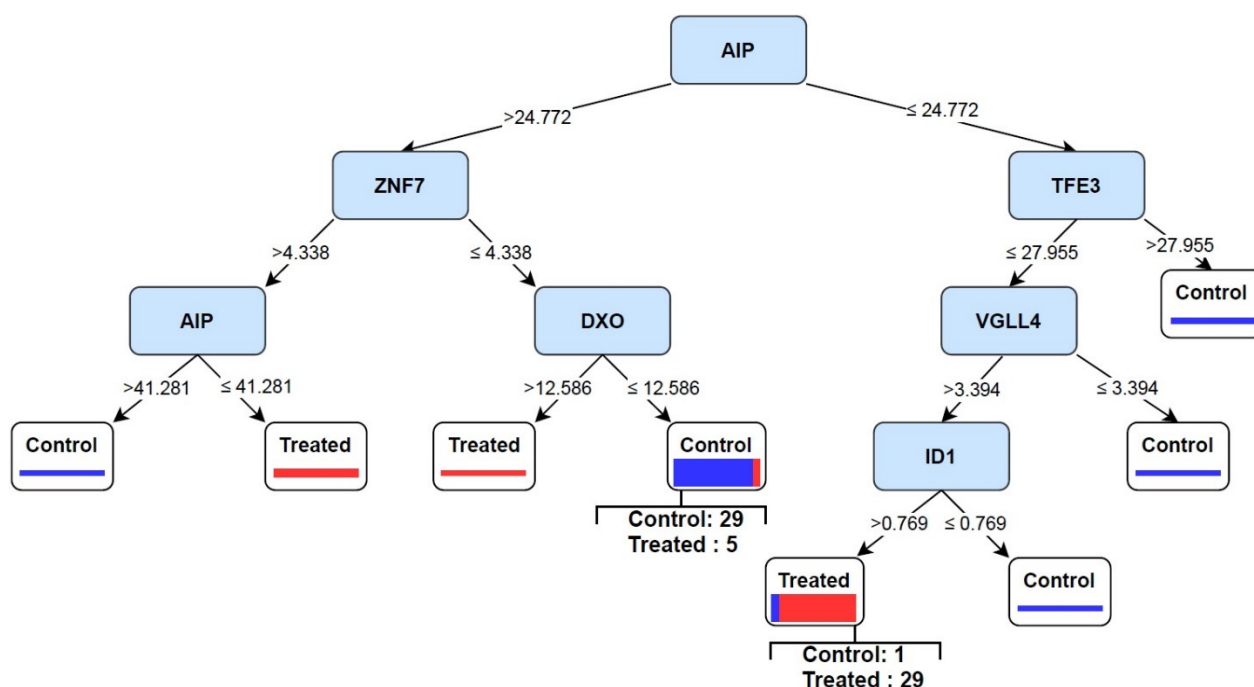 AIP
>24.772
≤ 24.772
ZNF7
TFE3
>4.338
≤ 4.338
≤ 27.955
>27.955
Control
AIP
DXO
VGLL4
>41.281
≤ 41.281
>12.586
≤ 12.586
>3.394
≤ 3.394
Control
Treated
Treated
Control
ID1
Control
Control: 29
Treated : 5
>0.769
≤ 0.769
Treated
Control
Control: 1
Treated : 29